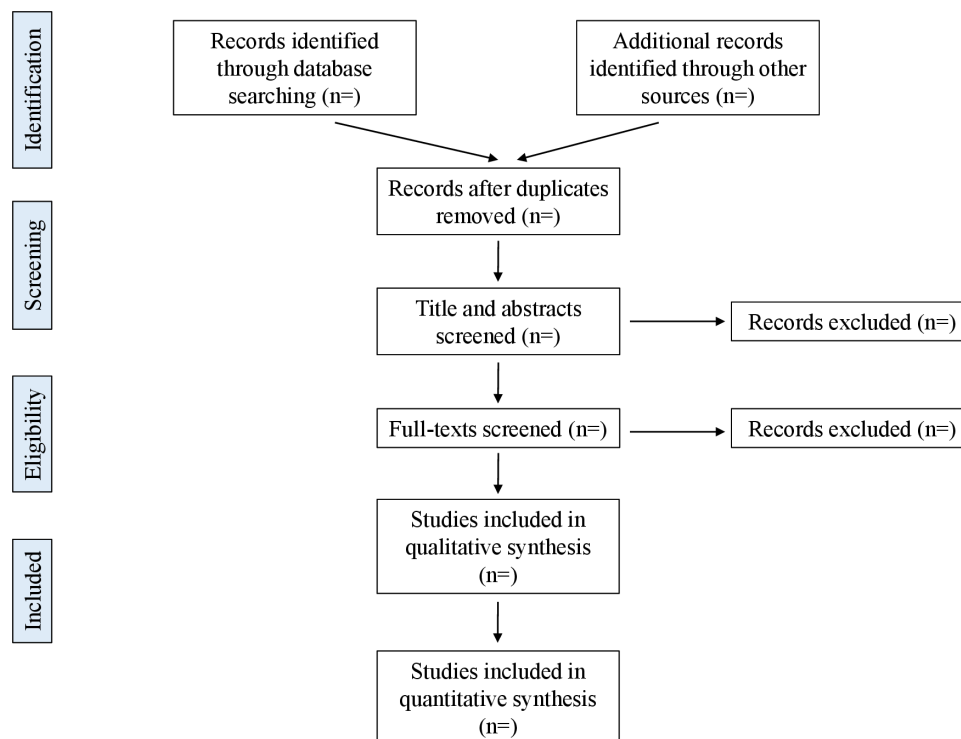 Identification
Records identified
through database
searching (n=)
Additional records
identified through other
sources (n=)
Records after duplicates
removed (n=)
Screening
Title and abstracts
screened (n=)
Records excluded (n=)
Eligibility
Full-texts screened (n=)
Records excluded (n=)
Studies included in
qualitative synthesis
(n=)
Included
Studies included in
quantitative synthesis
(n=)